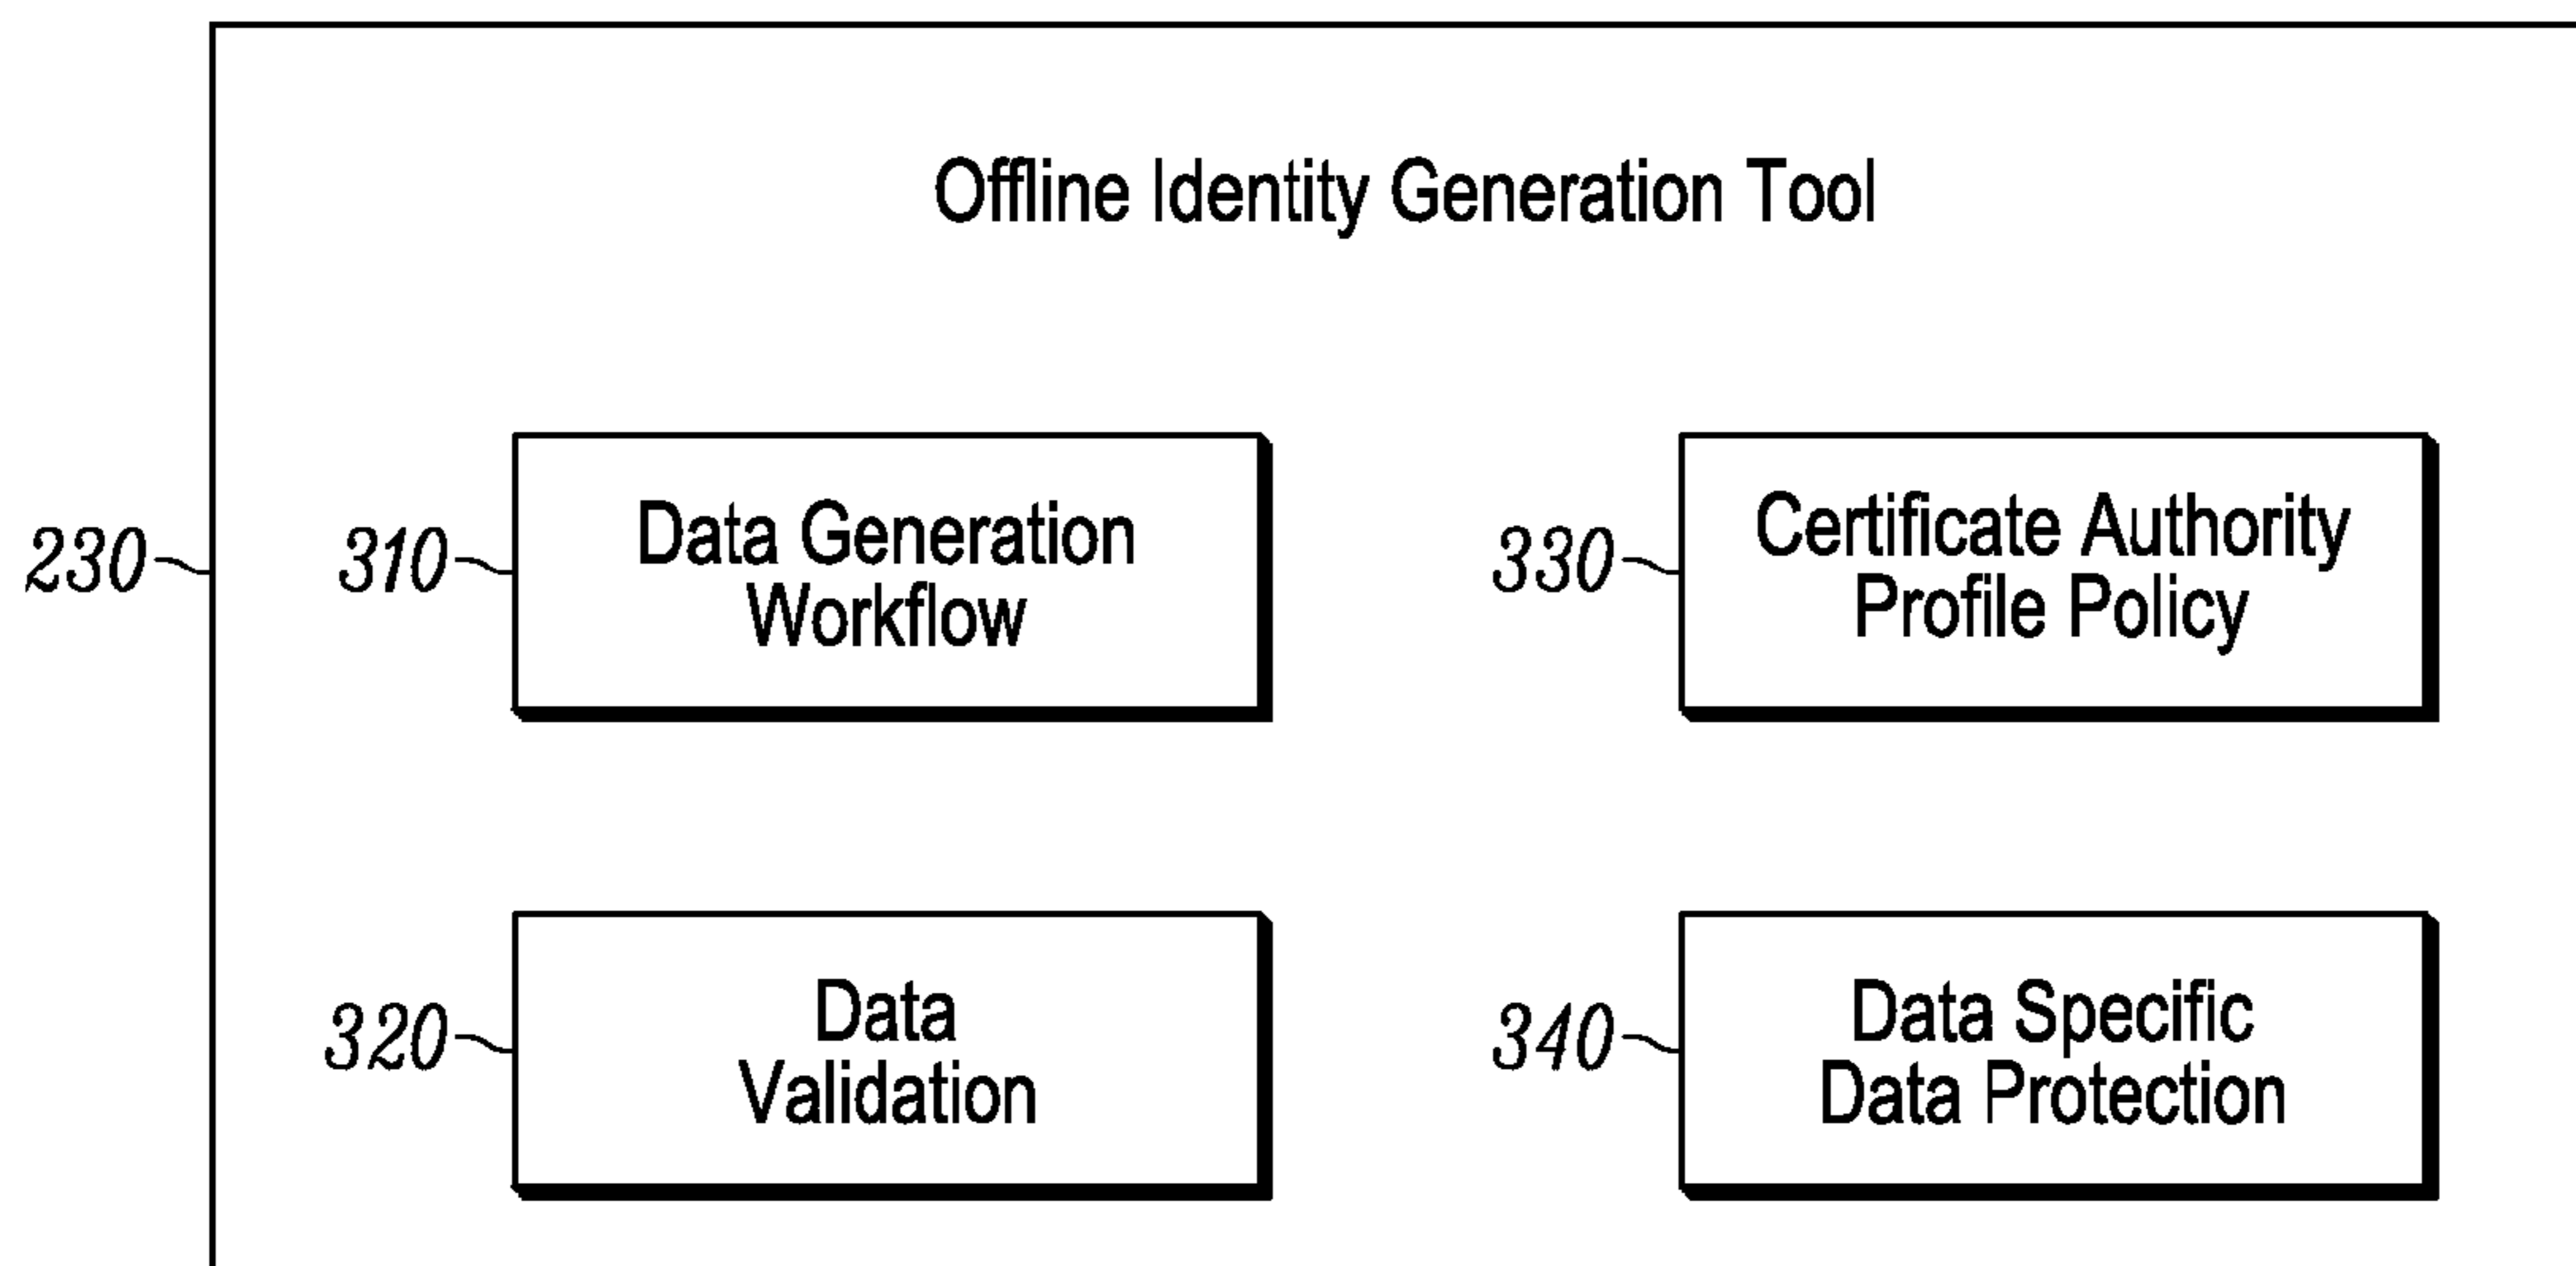 Offline Identity Generation Tool
230
310
Data Generation
Workflow
330
Certificate Authority
Profile Policy
320
Data
Validation
340
Data Specific
Data Protection